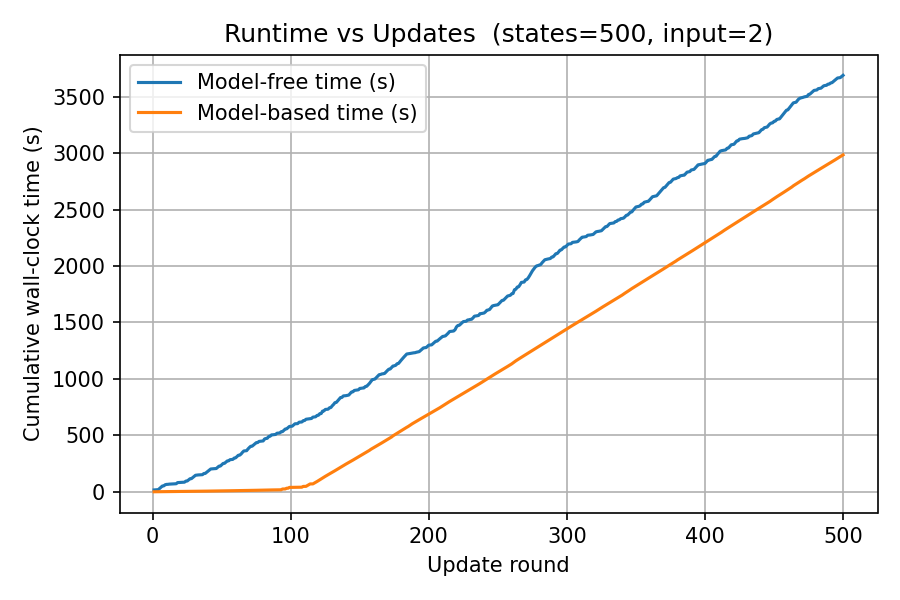 Runtime vs Updates  (states=500, input=2)
Model-free time (s)
Model-based time (s)
Cumulative wall-clock time (s)
3500
3000
2500
2000
1500
1000
500
0
0 100 200 300 400 500
Update round